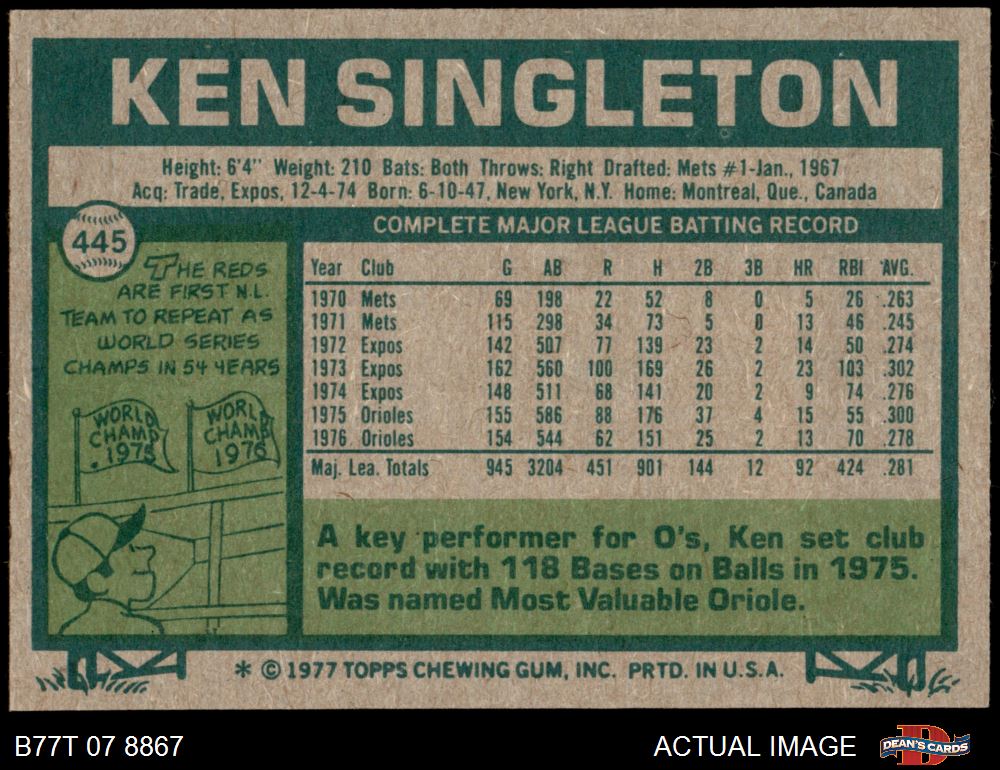 KEN SINGLETON
Height: 6'4" Weight: 210 Bats: Both Throws: Right Drafted: Mets #1-Jan., 1967
Acq: Trade, Expos, 12-4-74 Born: 6-10-47, New York, N.Y. Home: Montreal, Que., Canada
445
THE REDS
ARE FIRST N.L.
TEAM TO REPEAT AS
WORLD SERIES
CHAMPS IN 54 YEARS
WORLD
CHAMP
1975
WORLD
CHAMP
1976
COMPLETE MAJOR LEAGUE BATTING RECORD
Year Club G AB R H 2B 3B HR RBI AVG.
1970 Mets 69 198 22 52 8 0 5 26 .263
1971 Mets 115 298 34 73 5 0 13 46 .245
1972 Expos 142 507 77 139 23 2 14 50 .274
1973 Expos 162 560 100 169 26 2 23 103 .302
1974 Expos 148 511 68 141 20 2 9 74 .276
1975 Orioles 155 586 88 176 37 4 15 55 .300
1976 Orioles 154 544 62 151 25 2 13 70 .278
Maj. Lea. Totals 945 3204 451 901 144 12 92 424 .281
A key performer for O's, Ken set club
record with 118 Bases on Balls in 1975.
Was named Most Valuable Oriole.
* © 1977 TOPPS CHEWING GUM, INC. PRTD. IN U.S.A.
B77T 07 8867
ACTUAL IMAGE
DEAN'S CARDS